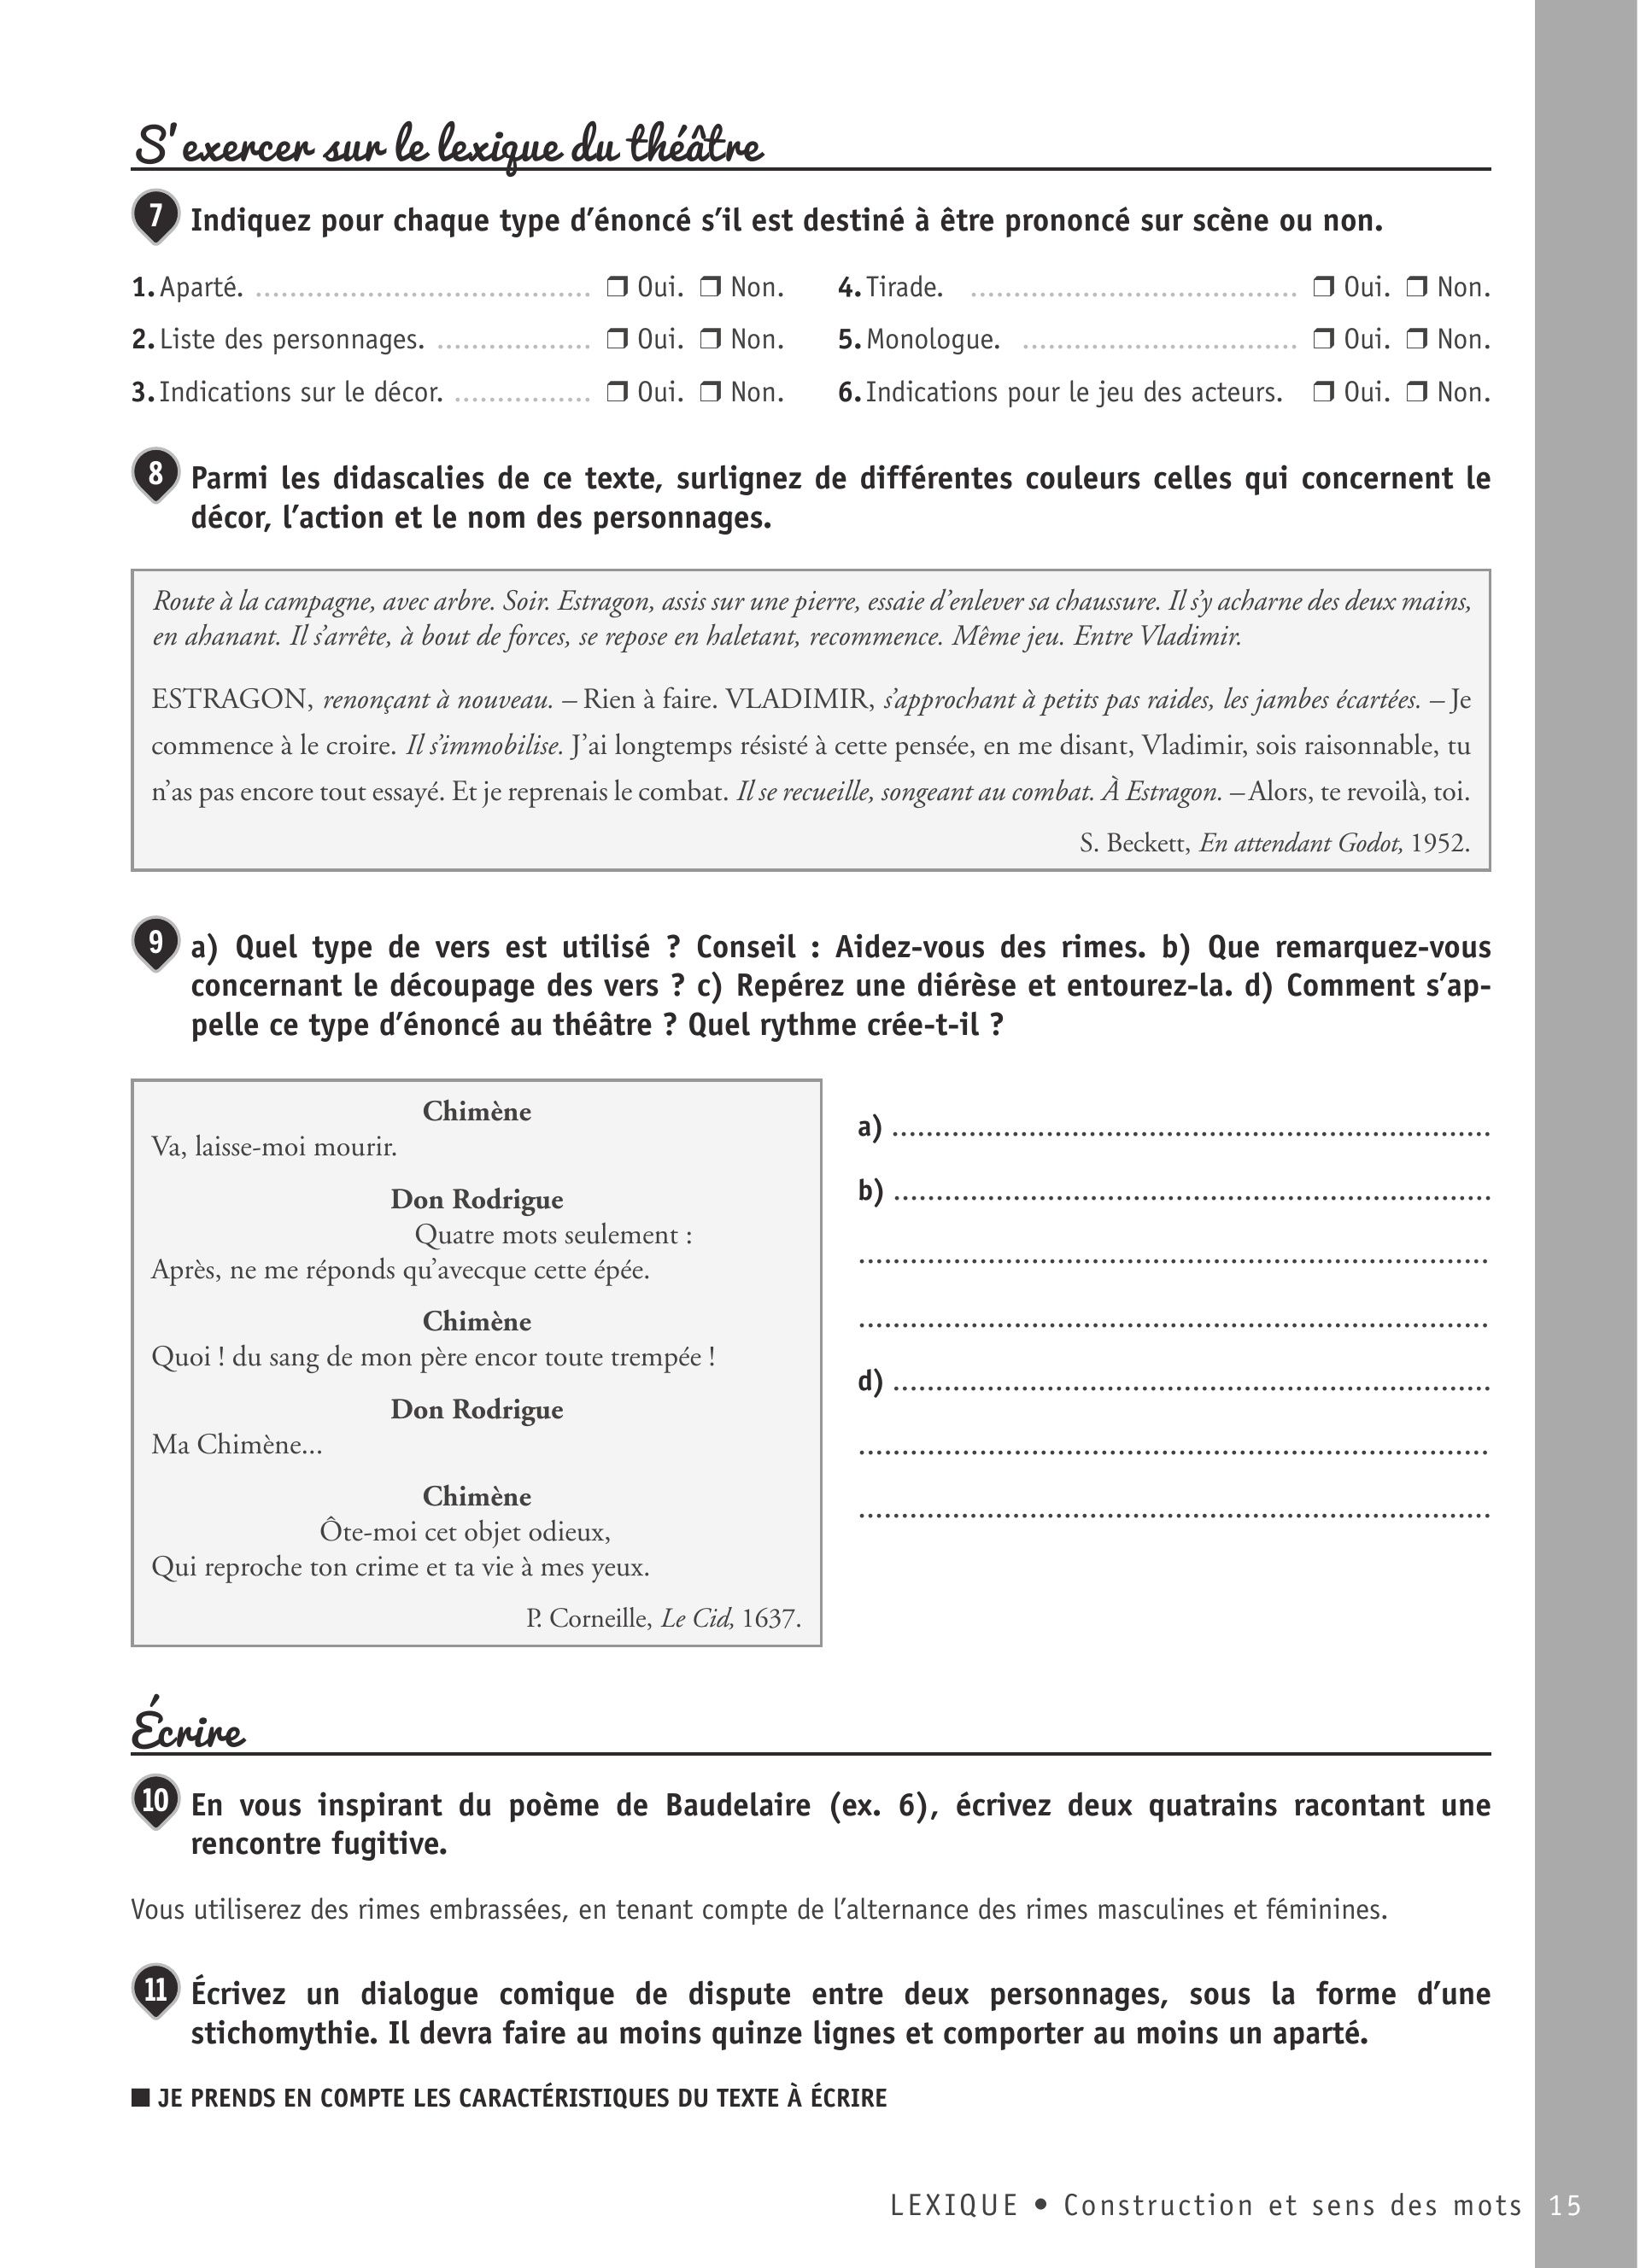 S'exercer sur le lexique du théâtre
7 Indiquez pour chaque type d'énoncé s'il est destiné à être prononcé sur scène ou non.
1. Aparté. ....................................... ❒ Oui. ❒ Non.
2. Liste des personnages. .................. ❒ Oui. ❒ Non.
3. Indications sur le décor. ................ ❒ Oui. ❒ Non.
4. Tirade. ...................................... ❒ Oui. ❒ Non.
5. Monologue. ................................ ❒ Oui. ❒ Non.
6. Indications pour le jeu des acteurs. ❒ Oui. ❒ Non.
8 Parmi les didascalies de ce texte, surlignez de différentes couleurs celles qui concernent le
décor, l'action et le nom des personnages.
Route à la campagne, avec arbre. Soir. Estragon, assis sur une pierre, essaie d'enlever sa chaussure. Il s'y acharne des deux mains,
en ahanant. Il s'arrête, à bout de forces, se repose en haletant, recommence. Même jeu. Entre Vladimir.
ESTRAGON, renonçant à nouveau. – Rien à faire. VLADIMIR, s'approchant à petits pas raides, les jambes écartées. – Je
commence à le croire. Il s'immobilise. J'ai longtemps résisté à cette pensée, en me disant, Vladimir, sois raisonnable, tu
n'as pas encore tout essayé. Et je reprenais le combat. Il se recueille, songeant au combat. À Estragon. – Alors, te revoilà, toi.
S. Beckett, En attendant Godot, 1952.
9 a) Quel type de vers est utilisé ? Conseil : Aidez-vous des rimes. b) Que remarquez-vous
concernant le découpage des vers ? c) Repérez une diérèse et entourez-la. d) Comment s'ap-
pelle ce type d'énoncé au théâtre ? Quel rythme crée-t-il ?
Chimène
Va, laisse-moi mourir.
Don Rodrigue
Quatre mots seulement :
Après, ne me réponds qu'avecque cette épée.
Chimène
Quoi ! du sang de mon père encor toute trempée !
Don Rodrigue
Ma Chimène...
Chimène
Ôte-moi cet objet odieux,
Qui reproche ton crime et ta vie à mes yeux.
P. Corneille, Le Cid, 1637.
a) ......................................................................
b) ......................................................................
..........................................................................
..........................................................................
d) ......................................................................
..........................................................................
..........................................................................
Écrire
10 En vous inspirant du poème de Baudelaire (ex. 6), écrivez deux quatrains racontant une
rencontre fugitive.
Vous utiliserez des rimes embrassées, en tenant compte de l'alternance des rimes masculines et féminines.
11 Écrivez un dialogue comique de dispute entre deux personnages, sous la forme d'une
stichomythie. Il devra faire au moins quinze lignes et comporter au moins un aparté.
■ JE PRENDS EN COMPTE LES CARACTÉRISTIQUES DU TEXTE À ÉCRIRE
LEXIQUE • Construction et sens des mots 15